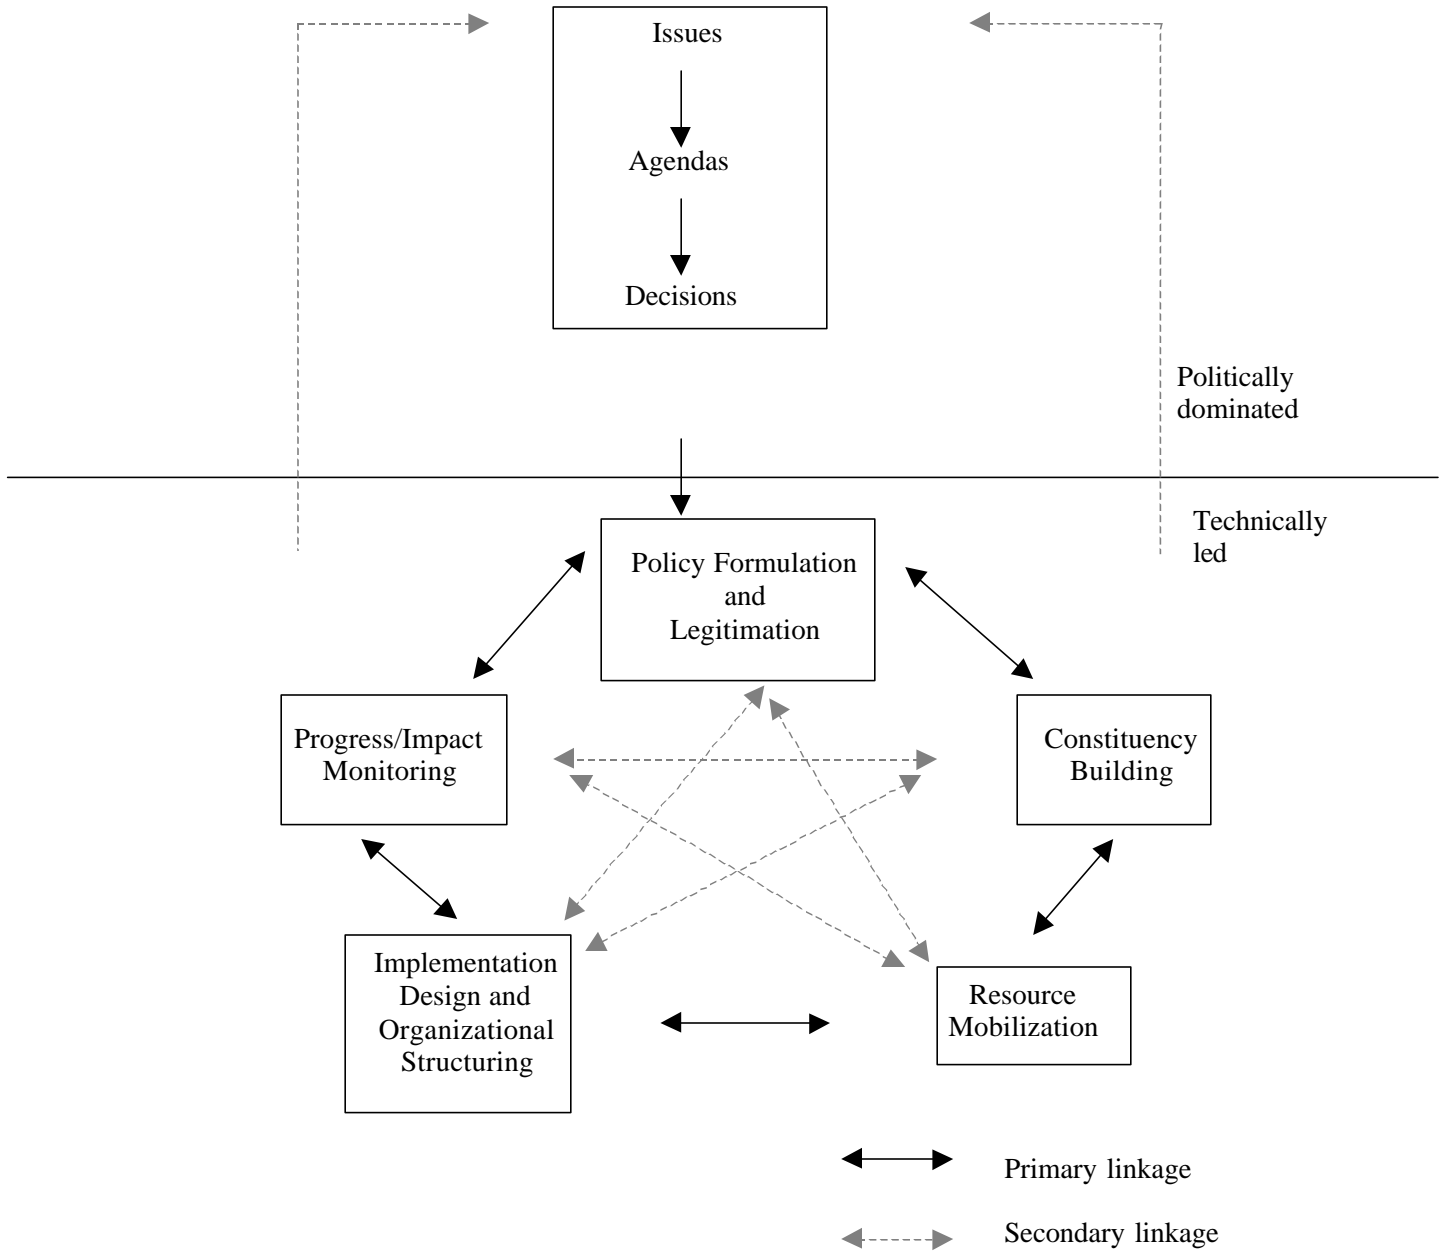 Issues
Agendas
Decisions
Politically
dominated
Technically
led
Policy Formulation
and
Legitimation
Progress/Impact
Monitoring
Constituency
Building
Implementation
Design and
Organizational
Structuring
Resource
Mobilization
Primary linkage
Secondary linkage